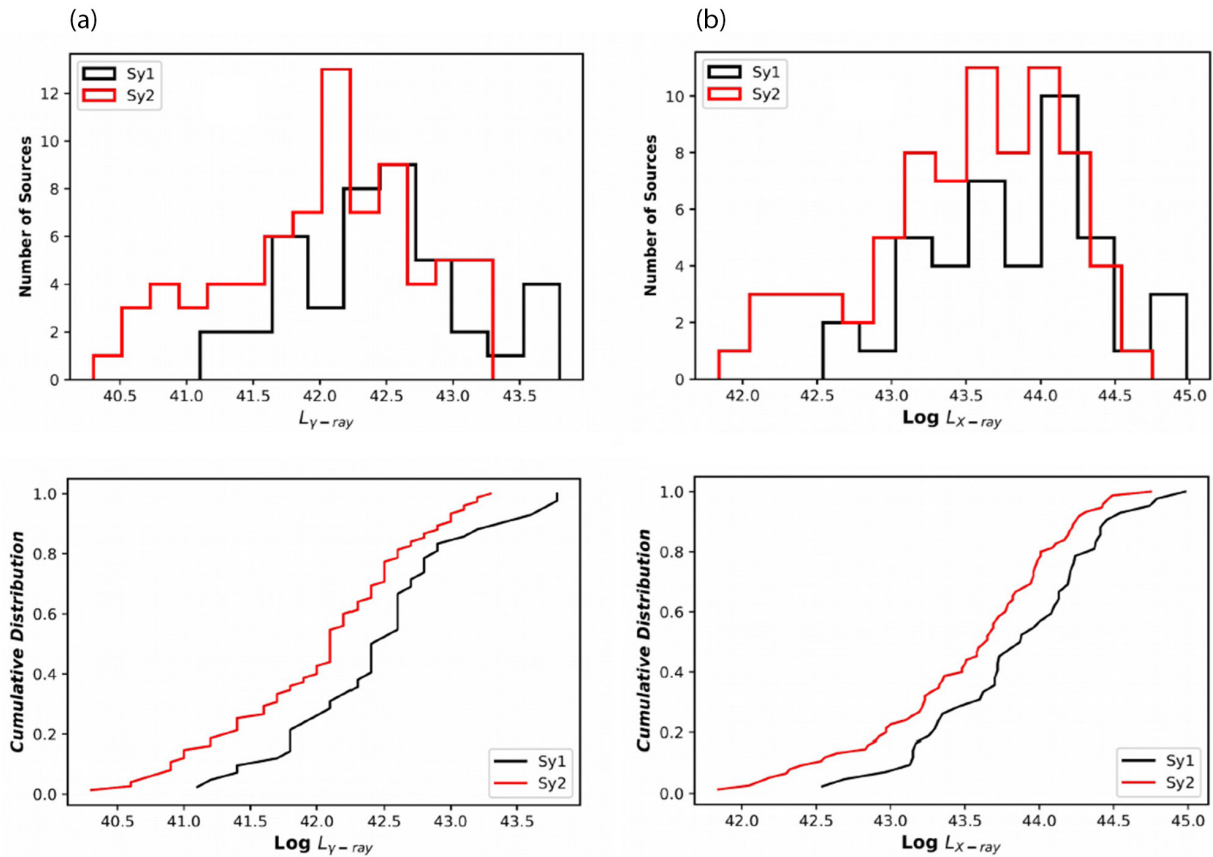 (a)
(b)
Sy1
Sy2
Number of Sources
12
10
8
6
4
2
0
40.5 41.0 41.5 42.0 42.5 43.0 43.5
Lγ−ray
Sy1
Sy2
Number of Sources
10
8
6
4
2
0
42.0 42.5 43.0 43.5 44.0 44.5 45.0
Log LX−ray
Cumulative Distribution
1.0
0.8
0.6
0.4
0.2
0.0
Sy1
Sy2
40.5 41.0 41.5 42.0 42.5 43.0 43.5
Log Lγ−ray
Cumulative Distribution
1.0
0.8
0.6
0.4
0.2
0.0
Sy1
Sy2
42.0 42.5 43.0 43.5 44.0 44.5 45.0
Log LX−ray